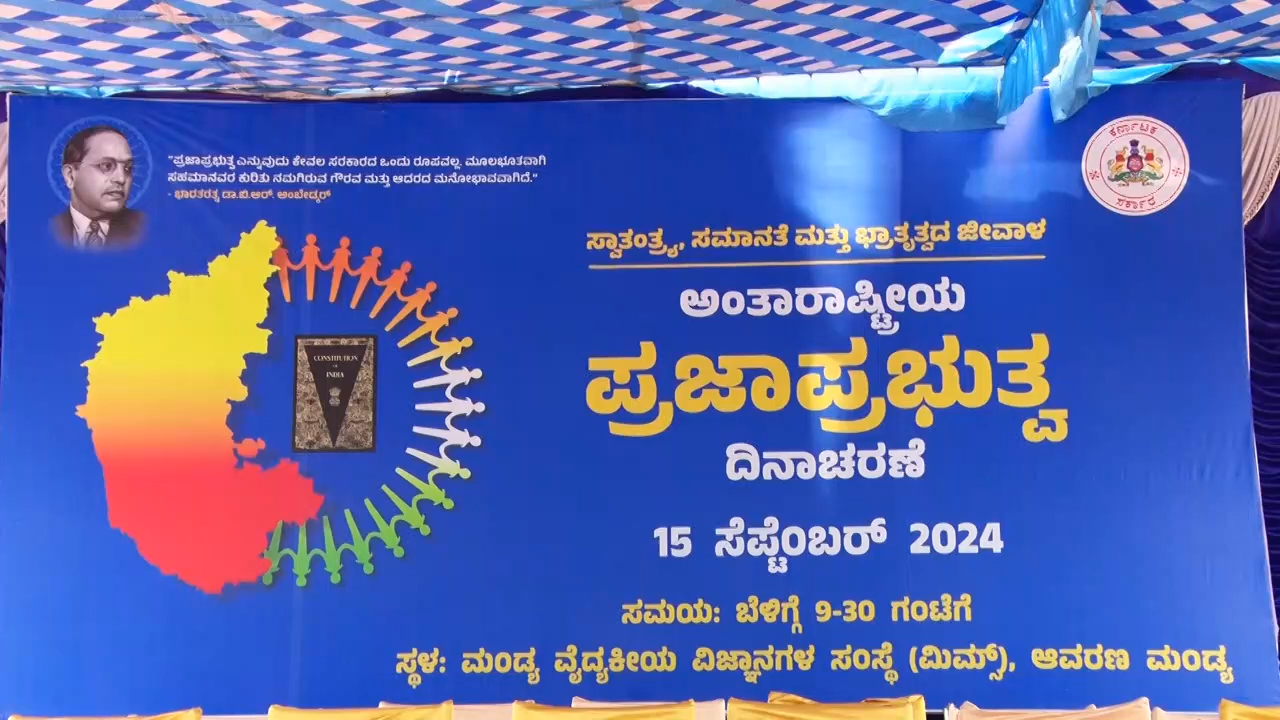 "ಪ್ರಜಾಪ್ರಭುತ್ವ ಎನ್ನುವುದು ಕೇವಲ ಸರಕಾರದ ಒಂದು ರೂಪವಲ್ಲ. ಮೂಲಭೂತವಾಗಿ
ಸಹಮಾನವರ ಕುರಿತು ನಮಗಿರುವ ಗೌರವ ಮತ್ತು ಆದರದ ಮನೋಭಾವವಾಗಿದೆ."
- ಭಾರತರತ್ನ ಡಾ.ಬಿ.ಆರ್. ಅಂಬೇಡ್ಕರ್
ಕರ್ನಾಟಕ
ಸರ್ಕಾರ
ಸ್ವಾತಂತ್ರ್ಯ, ಸಮಾನತೆ ಮತ್ತು ಭ್ರಾತೃತ್ವದ ಜೀವಾಳ
ಅಂತಾರಾಷ್ಟ್ರೀಯ
ಪ್ರಜಾಪ್ರಭುತ್ವ
ದಿನಾಚರಣೆ
CONSTITUTION
OF
INDIA
15 ಸೆಪ್ಟೆಂಬರ್ 2024
ಸಮಯ: ಬೆಳಿಗ್ಗೆ 9-30 ಗಂಟೆಗೆ
ಸ್ಥಳ: ಮಂಡ್ಯ ವೈದ್ಯಕೀಯ ವಿಜ್ಞಾನಗಳ ಸಂಸ್ಥೆ (ಮಿಮ್ಸ್), ಆವರಣ ಮಂಡ್ಯ